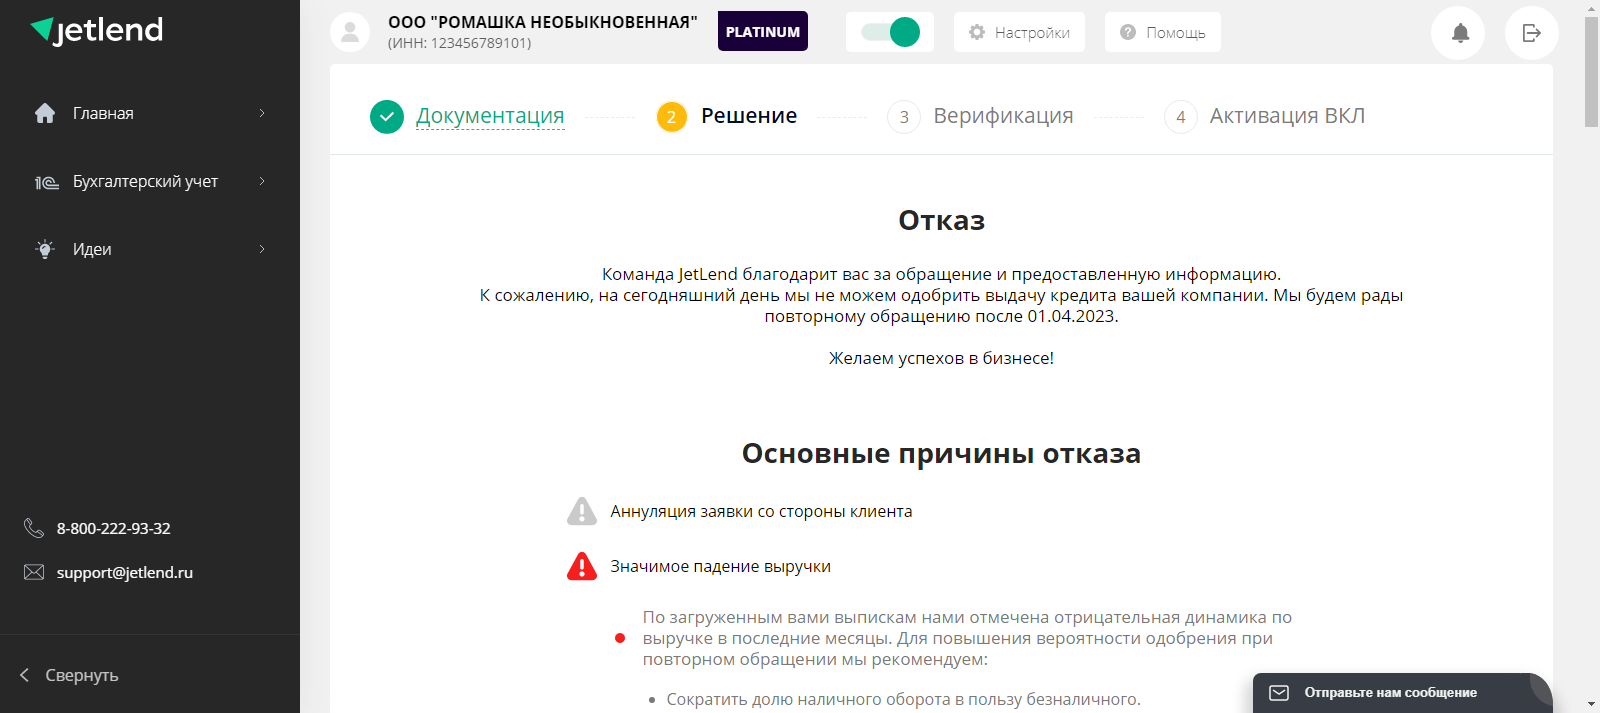 jetlend
ООО "РОМАШКА НЕОБЫКНОВЕННАЯ"
(ИНН: 123456789101)
PLATINUM
Настройки
Помощь
Главная
Бухгалтерский учет
Идеи
8-800-222-93-32
support@jetlend.ru
Свернуть
Документация
2 Решение
3 Верификация
4 Активация ВКЛ
Отказ
Команда JetLend благодарит вас за обращение и предоставленную информацию.
К сожалению, на сегодняшний день мы не можем одобрить выдачу кредита вашей компании. Мы будем рады
повторному обращению после 01.04.2023.
Желаем успехов в бизнесе!
Основные причины отказа
Аннуляция заявки со стороны клиента
Значимое падение выручки
По загруженным вами выпискам нами отмечена отрицательная динамика по
выручке в последние месяцы. Для повышения вероятности одобрения при
повторном обращении мы рекомендуем:
• Сократить долю наличного оборота в пользу безналичного.
Отправьте нам сообщение